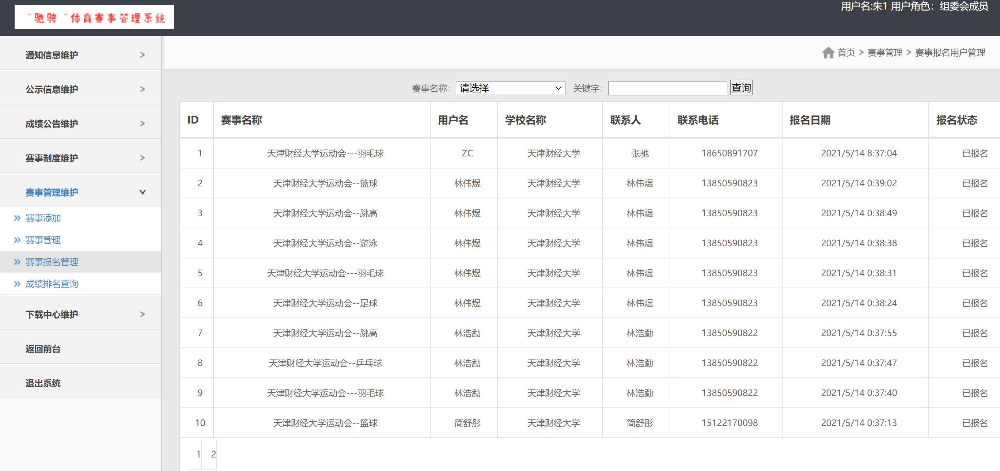 "驰骋"体育赛事管理系统
用户名:朱1 用户角色：组委会成员
首页 > 赛事管理 > 赛事报名用户管理
通知信息维护 >
公示信息维护 >
成绩公告维护 >
赛事制度维护 >
赛事管理维护
» 赛事添加
» 赛事管理
» 赛事报名管理
» 成绩排名查询
下载中心维护 >
返回前台
退出系统
赛事名称： 请选择 关键字： 查询
ID 赛事名称 用户名 学校名称 联系人 联系电话 报名日期 报名状态
1 天津财经大学运动会---羽毛球 ZC 天津财经大学 张驰 18650891707 2021/5/14 8:37:04 已报名
2 天津财经大学运动会--篮球 林伟煜 天津财经大学 林伟煜 13850590823 2021/5/14 0:39:02 已报名
3 天津财经大学运动会--跳高 林伟煜 天津财经大学 林伟煜 13850590823 2021/5/14 0:38:49 已报名
4 天津财经大学运动会--游泳 林伟煜 天津财经大学 林伟煜 13850590823 2021/5/14 0:38:38 已报名
5 天津财经大学运动会---羽毛球 林伟煜 天津财经大学 林伟煜 13850590823 2021/5/14 0:38:31 已报名
6 天津财经大学运动会--足球 林伟煜 天津财经大学 林伟煜 13850590823 2021/5/14 0:38:24 已报名
7 天津财经大学运动会--跳高 林浩勐 天津财经大学 林浩勐 13850590822 2021/5/14 0:37:55 已报名
8 天津财经大学运动会--乒乓球 林浩勐 天津财经大学 林浩勐 13850590822 2021/5/14 0:37:47 已报名
9 天津财经大学运动会---羽毛球 林浩勐 天津财经大学 林浩勐 13850590822 2021/5/14 0:37:40 已报名
10 天津财经大学运动会--篮球 简舒彤 天津财经大学 简舒彤 15122170098 2021/5/14 0:37:13 已报名
1 2